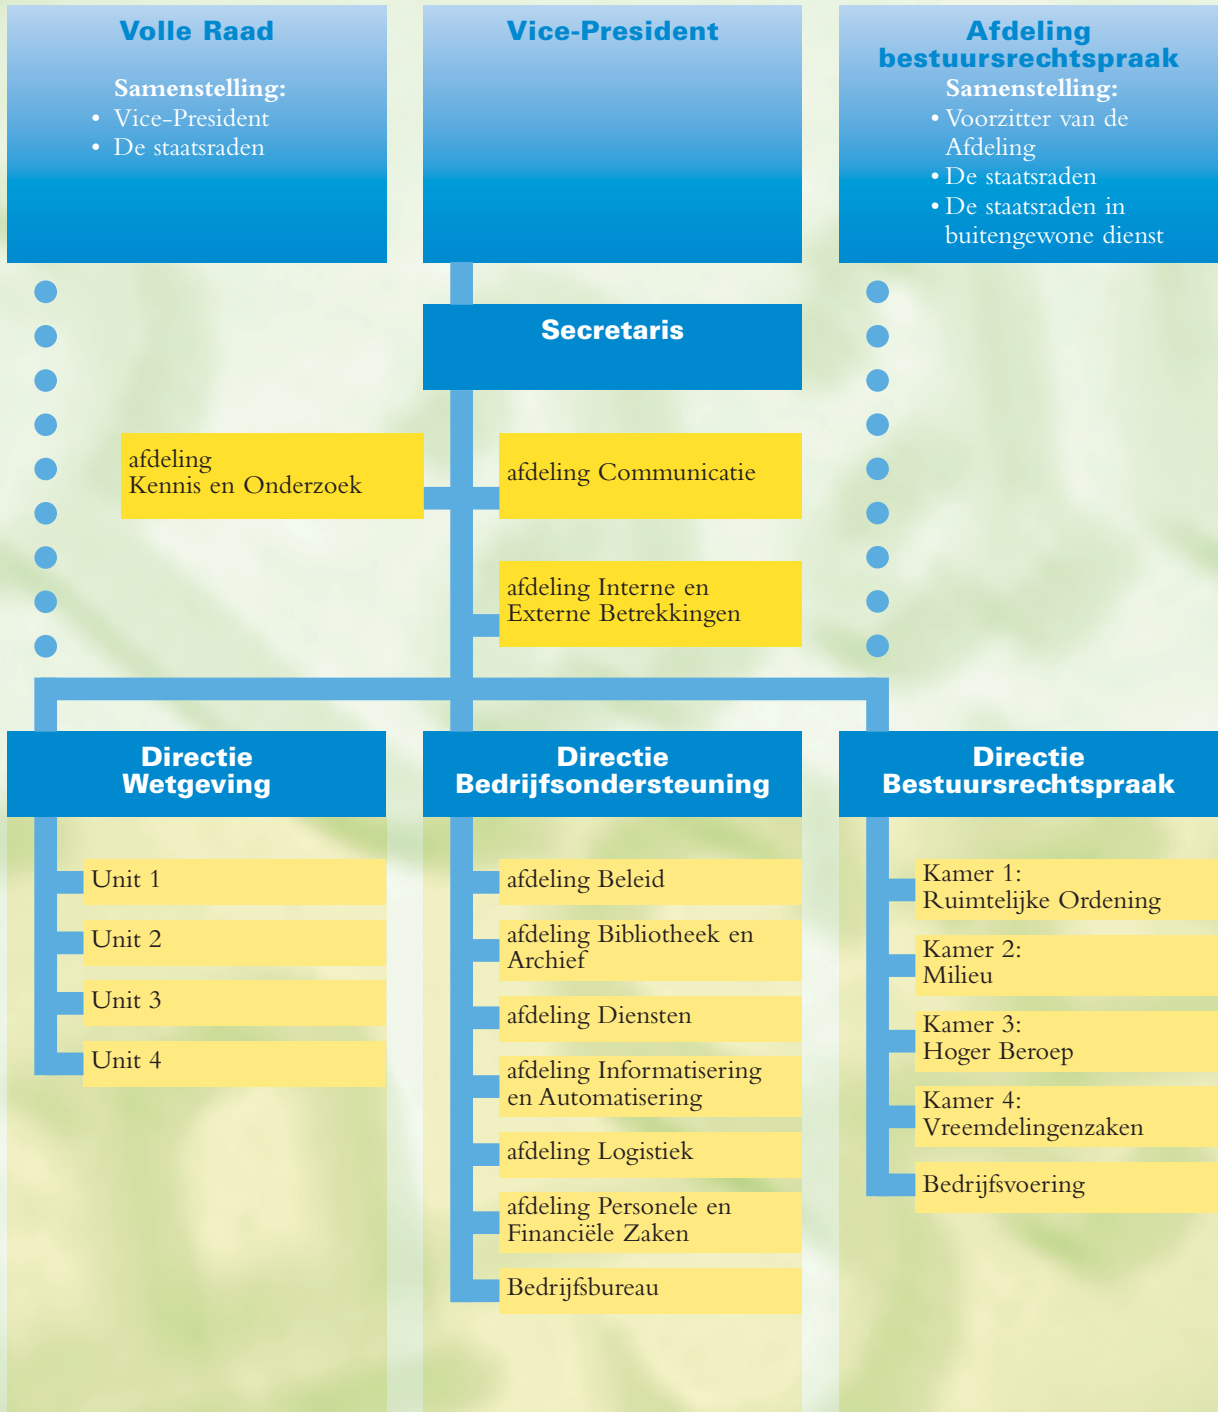 Volle Raad
Samenstelling:
• Vice-President
• De staatsraden
Vice-President
Afdeling
bestuursrechtspraak
Samenstelling:
• Voorzitter van de
Afdeling
• De staatsraden
• De staatsraden in
buitengewone dienst
Secretaris
afdeling
Kennis en Onderzoek
afdeling Communicatie
afdeling Interne en
Externe Betrekkingen
Directie
Wetgeving
Unit 1
Unit 2
Unit 3
Unit 4
Directie
Bedrijfsondersteuning
afdeling Beleid
afdeling Bibliotheek en
Archief
afdeling Diensten
afdeling Informatisering
en Automatisering
afdeling Logistiek
afdeling Personele en
Financiële Zaken
Bedrijfsbureau
Directie
Bestuursrechtspraak
Kamer 1:
Ruimtelijke Ordening
Kamer 2:
Milieu
Kamer 3:
Hoger Beroep
Kamer 4:
Vreemdelingenzaken
Bedrijfsvoering